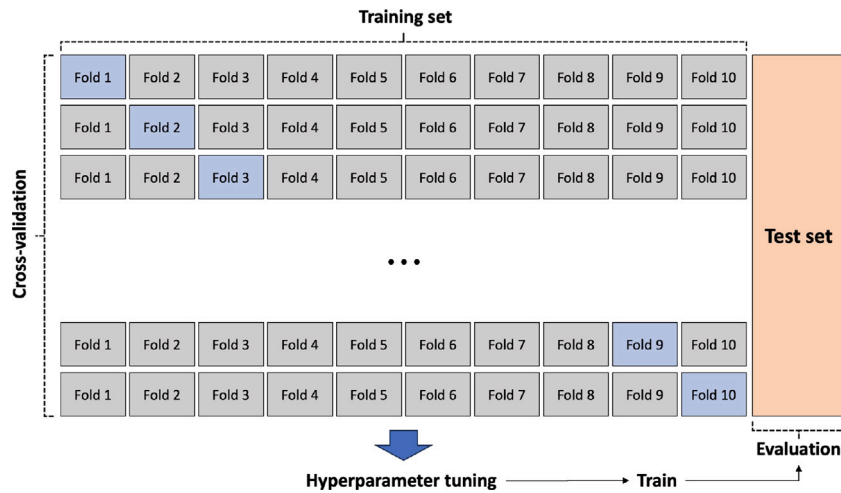 Training set
Fold 1 Fold 2 Fold 3 Fold 4 Fold 5 Fold 6 Fold 7 Fold 8 Fold 9 Fold 10
Fold 1 Fold 2 Fold 3 Fold 4 Fold 5 Fold 6 Fold 7 Fold 8 Fold 9 Fold 10
Fold 1 Fold 2 Fold 3 Fold 4 Fold 5 Fold 6 Fold 7 Fold 8 Fold 9 Fold 10
Cross-validation
Test set
...
Fold 1 Fold 2 Fold 3 Fold 4 Fold 5 Fold 6 Fold 7 Fold 8 Fold 9 Fold 10
Fold 1 Fold 2 Fold 3 Fold 4 Fold 5 Fold 6 Fold 7 Fold 8 Fold 9 Fold 10
Evaluation
Hyperparameter tuning Train